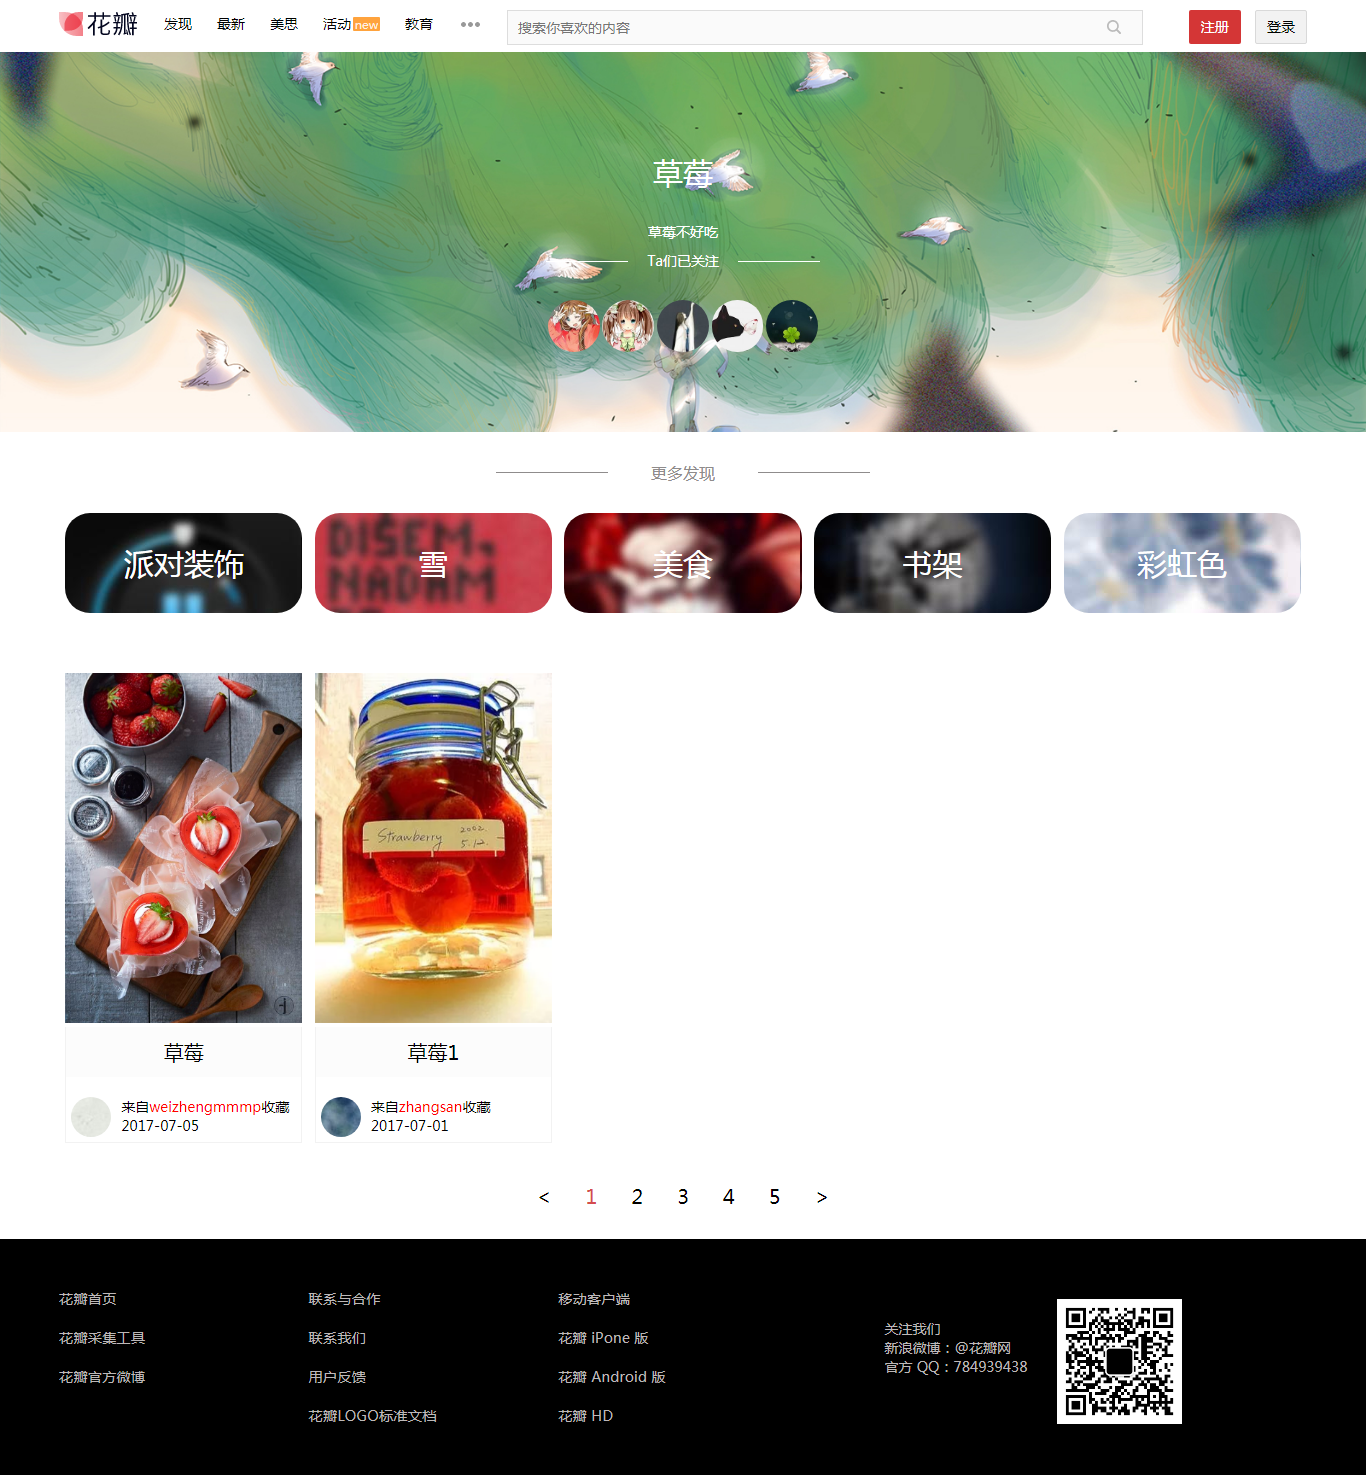 花瓣 发现 最新 美思 活动 new 教育 ••• 搜索你喜欢的内容 注册 登录
草莓
草莓不好吃
Ta们已关注
更多发现
派对装饰 雪 美食 书架 彩虹色
DISEM,
NADAM
Strawberry 2002. 5.12.
草莓
来自weizhengmmmp收藏
2017-07-05
草莓1
来自zhangsan收藏
2017-07-01
< 1 2 3 4 5 >
花瓣首页
花瓣采集工具
花瓣官方微博
联系与合作
联系我们
用户反馈
花瓣LOGO标准文档
移动客户端
花瓣 iPone 版
花瓣 Android 版
花瓣 HD
关注我们
新浪微博：@花瓣网
官方 QQ：784939438